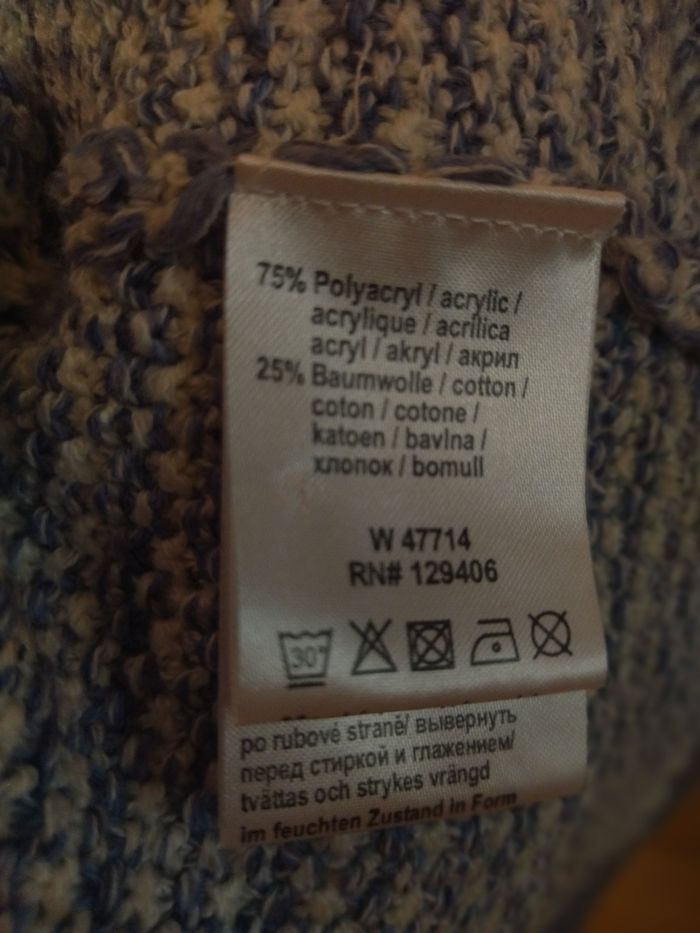 75% Polyacryl / acrylic /
acrylique / acrílica
acryl / akryl / акрил
25% Baumwolle / cotton /
coton / cotone /
katoen / bavlna /
хлопок / bomull
W 47714
RN# 129406
30°
po rubové straně/ вывернуть
перед стиркой и глажением/
tvättas och strykes vrängd
im feuchten Zustand in Form